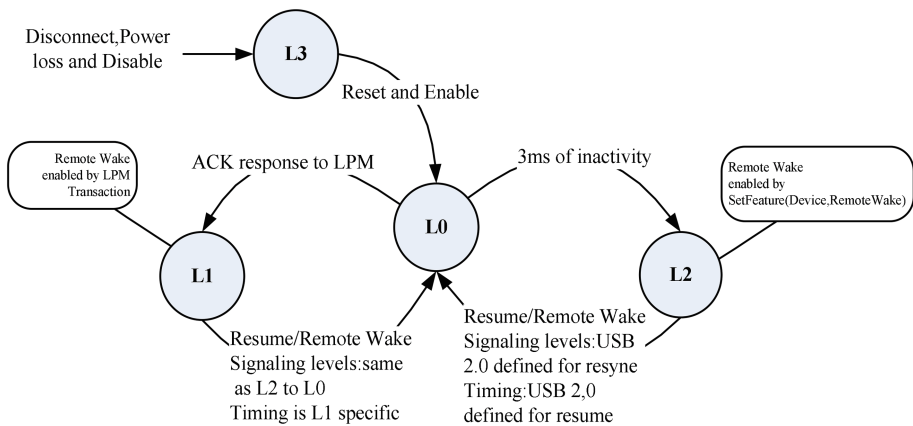 Disconnect,Power
loss and Disable
L3
Reset and Enable
ACK response to LPM
3ms of inactivity
Remote Wake
enabled by LPM
Transaction
Remote Wake
enabled by
SetFeature(Device,RemoteWake)
L0
L1
L2
Resume/Remote Wake
Signaling levels:same
as L2 to L0
Timing is L1 specific
Resume/Remote Wake
Signaling levels:USB
2.0 defined for resyne
Timing:USB 2,0
defined for resume